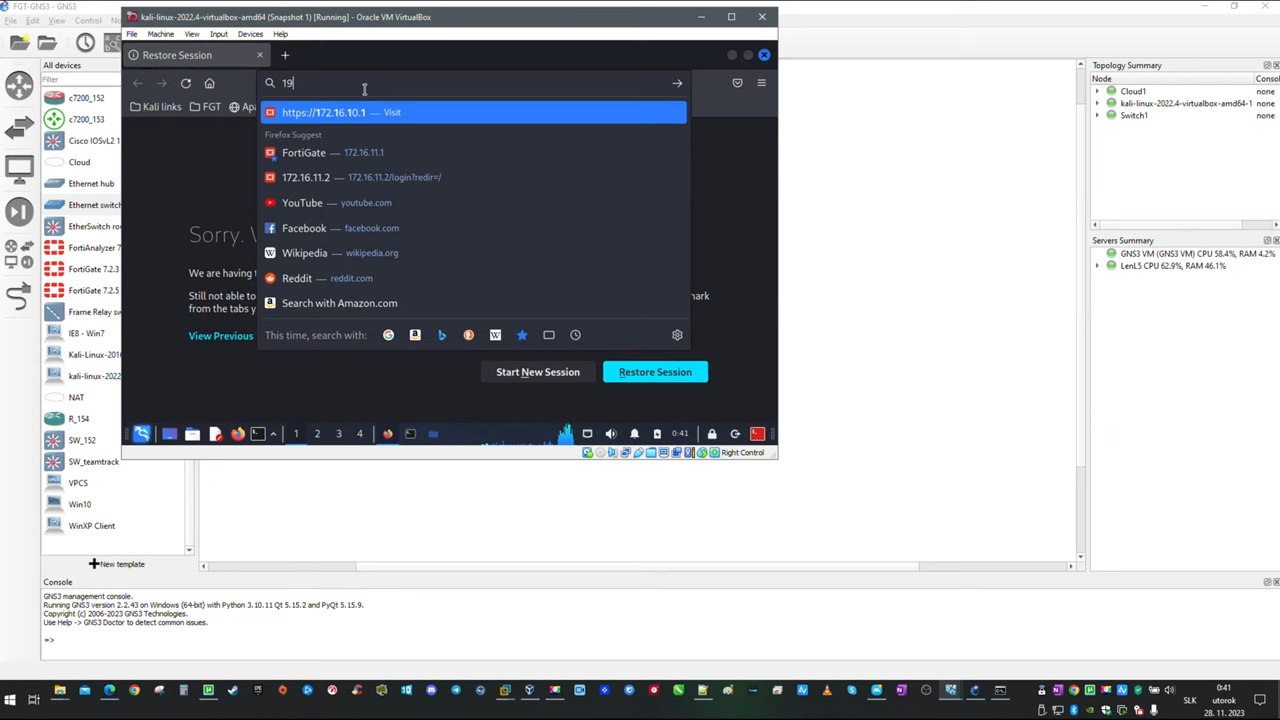 FGT-GNS3
File Edit View Control
kali-linux-2022.4-virtualbox-amd64 (Snapshot 1) [Running] - Oracle VM VirtualBox
File Machine View Input Devices Help
Restore Session
19
Kali links FGT
https://172.16.10.1 — Visit
Firefox Suggest
FortiGate — 172.16.11.1
172.16.11.2 — 172.16.11.2/login?redir=/
YouTube — youtube.com
Facebook — facebook.com
Wikipedia — wikipedia.org
Reddit — reddit.com
Search with Amazon.com
This time, search with:
Sorry.
We are having
Still not able to
from the tabs
mark
View Previous
Start New Session
Restore Session
1 2 3 4
0:41
Right Control
All devices
Filter
c7200_152
c7200_153
Cisco IOSvL2 1
Cloud
Ethernet hub
Ethernet switch
EtherSwitch ro
FortiAnalyzer 7
FortiGate 7.2.3
FortiGate 7.2.5
Frame Relay sw
IE8 - Win7
Kali-Linux-201
kali-linux-2022
NAT
R_154
SW_152
SW_teamtrack
VPCS
Win10
WinXP Client
New template
Topology Summary
Node Consol
Cloud1 none
kali-linux-2022.4-virtualbox-amd64-1 none
Switch1 none
Servers Summary
GNS3 VM (GNS3 VM) CPU 58.4%, RAM 4.2%
LenL5 CPU 62.9%, RAM 46.1%
Console
GNS3 management console.
Running GNS3 version 2.2.43 on Windows (64-bit) with Python 3.10.11 Qt 5.15.2 and PyQt 5.15.9.
Copyright (c) 2006-2023 GNS3 Technologies.
Use Help -> GNS3 Doctor to detect common issues.
=>
SLK
0:41
utorok
28. 11. 2023